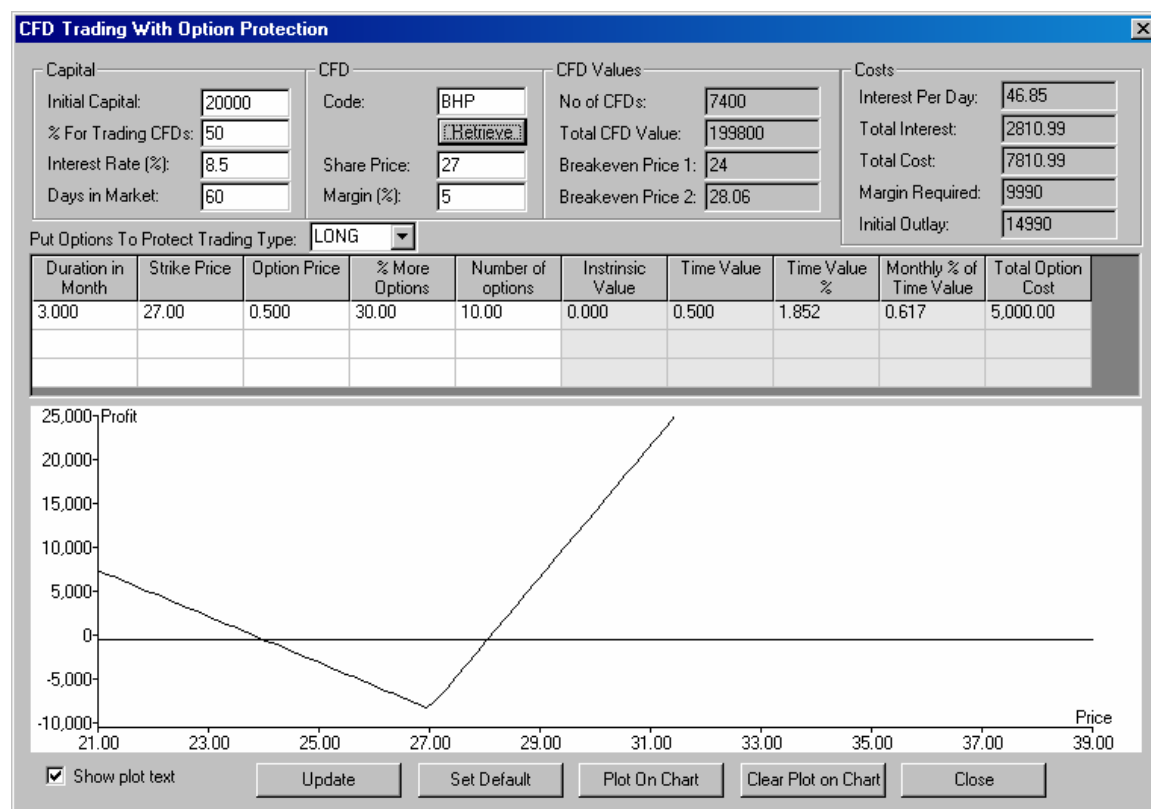 CFD Trading With Option Protection
Capital
Initial Capital: 20000
% For Trading CFDs: 50
Interest Rate (%): 8.5
Days in Market: 60
CFD
Code: BHP
Retrieve
Share Price: 27
Margin (%): 5
CFD Values
No of CFDs: 7400
Total CFD Value: 199800
Breakeven Price 1: 24
Breakeven Price 2: 28.06
Costs
Interest Per Day: 46.85
Total Interest: 2810.99
Total Cost: 7810.99
Margin Required: 9990
Initial Outlay: 14990
Put Options To Protect Trading Type: LONG
Duration in Month Strike Price Option Price % More Options Number of options Instrinsic Value Time Value Time Value % Monthly % of Time Value Total Option Cost
3.000 27.00 0.500 30.00 10.00 0.000 0.500 1.852 0.617 5,000.00
25,000 Profit
20,000
15,000
10,000
5,000
0
-5,000
-10,000
Price
21.00 23.00 25.00 27.00 29.00 31.00 33.00 35.00 37.00 39.00
Show plot text
Update
Set Default
Plot On Chart
Clear Plot on Chart
Close